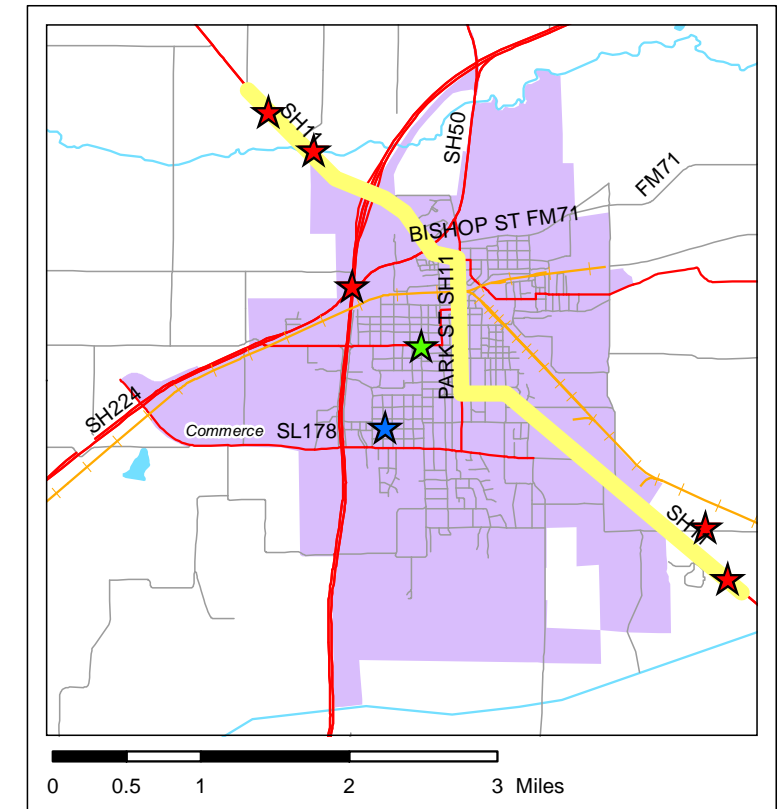 SH11
SH50
FM71
BISHOP ST FM71
PARK ST SH11
SH224
Commerce
SL178
SH11
0 0.5 1 2 3 Miles